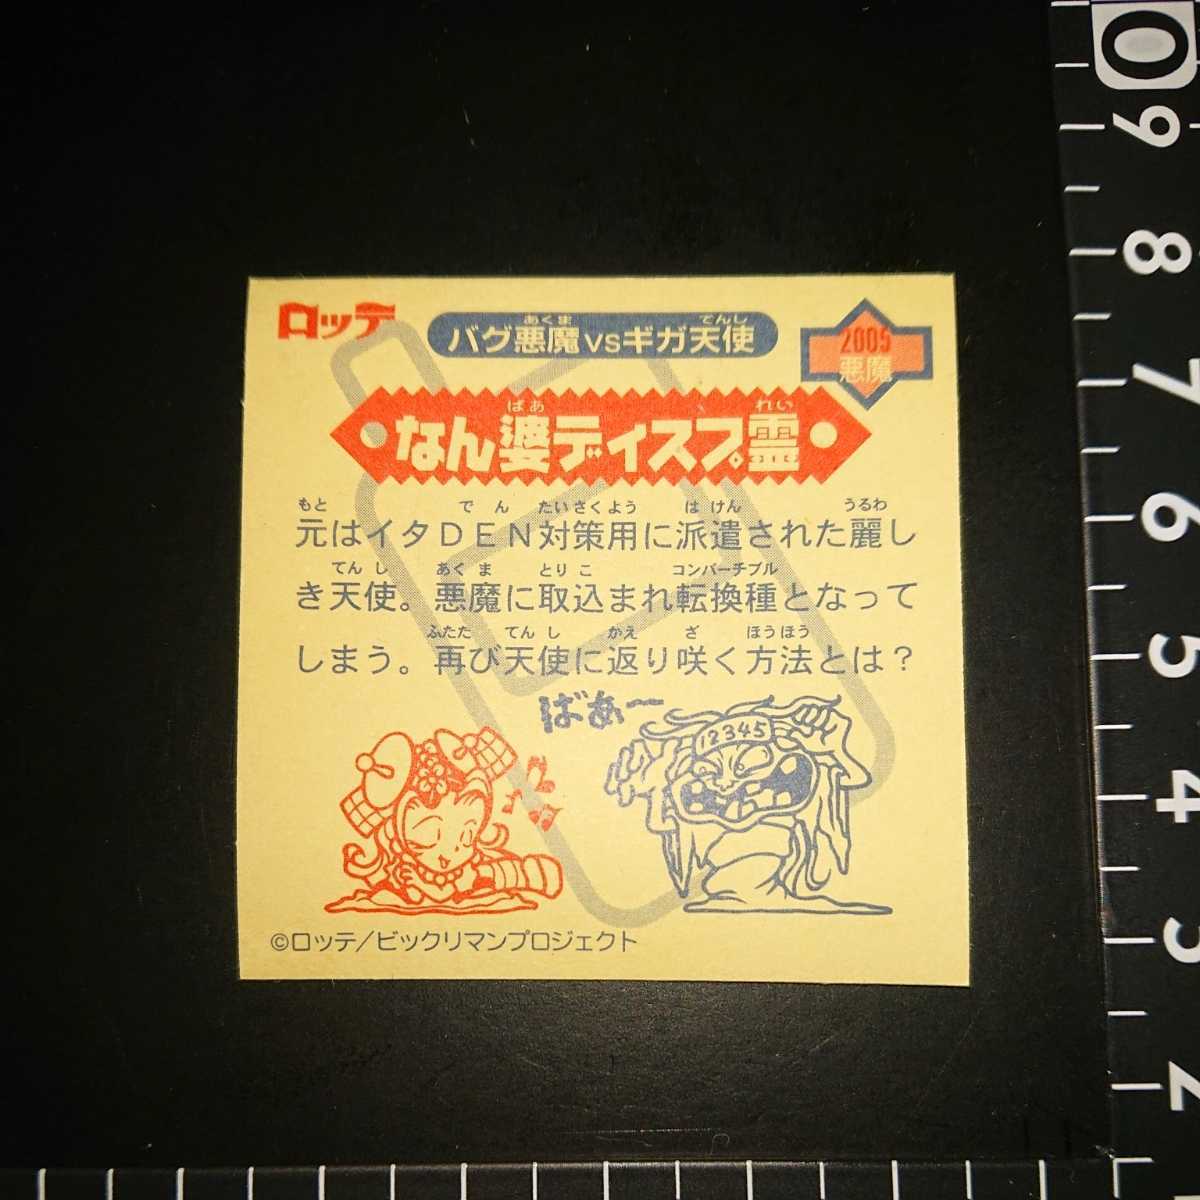 ロッテ
バグ悪魔vsギガ天使
あくま てんし
2005
悪魔
ばあ れい
なん婆ディスプ霊
もと でん たいさくよう はけん うるわ
元はイタDEN対策用に派遣された麗し
てんし あくま とりこ コンバーチブル
き天使。悪魔に取込まれ転換種となって
ふたた てんし かえ ざ ほうほう
しまう。再び天使に返り咲く方法とは？
ばあー
12345
©ロッテ/ビックリマンプロジェクト
0
9
8
7
6
5
4
3
2